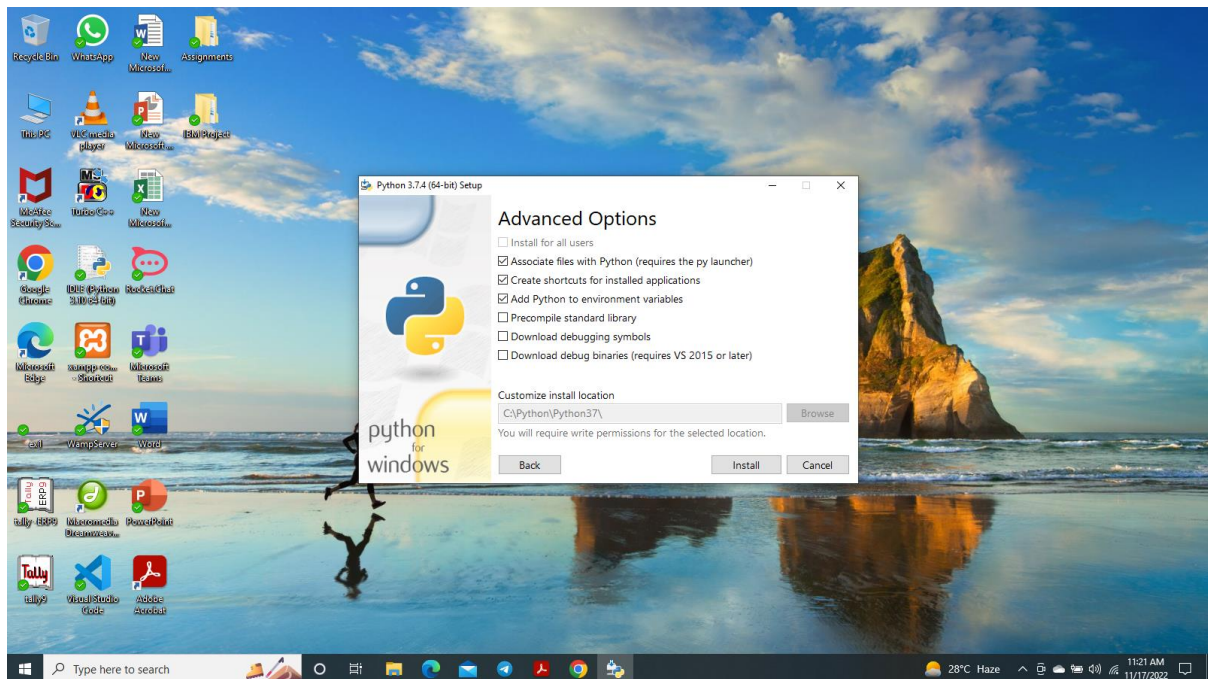 Recycle Bin
WhatsApp
New Microsof...
Assignments
This PC
VLC media player
New Microsoft ...
IBM Project
McAfee Security Sc...
Turbo C++
New Microsof...
Google Chrome
IDLE (Python 3.10 64-bit)
Rocket.Chat
Microsoft Edge
xampp-co... - Shortcut
Microsoft Teams
exil
WampServer
Word
tally -ERP9
Macromedia Dreamweav...
PowerPoint
tally9
Visual Studio Code
Adobe Acrobat
Python 3.7.4 (64-bit) Setup
Advanced Options
Install for all users
Associate files with Python (requires the py launcher)
Create shortcuts for installed applications
Add Python to environment variables
Precompile standard library
Download debugging symbols
Download debug binaries (requires VS 2015 or later)
Customize install location
C:\Python\Python37\
Browse
You will require write permissions for the selected location.
python
for
windows
Back
Install
Cancel
Type here to search
28°C Haze
11:21 AM
11/17/2022